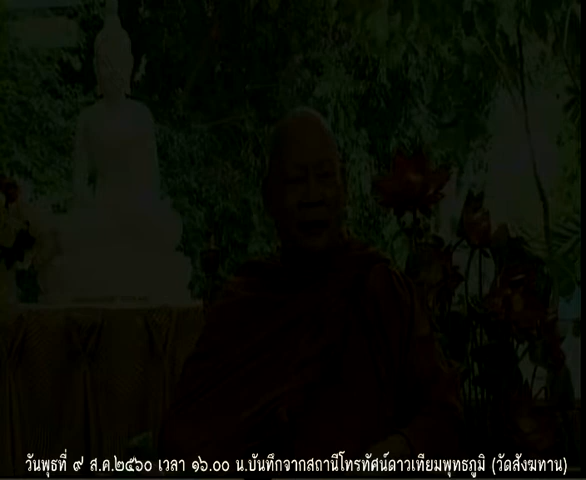 วันพุธที่ ๙ ส.ค.๒๕๖๐ เวลา ๑๖.๐๐ น.บันทึกจากสถานีโทรทัศน์ดาวเทียมพุทธภูมิ (วัดสังฆทาน)